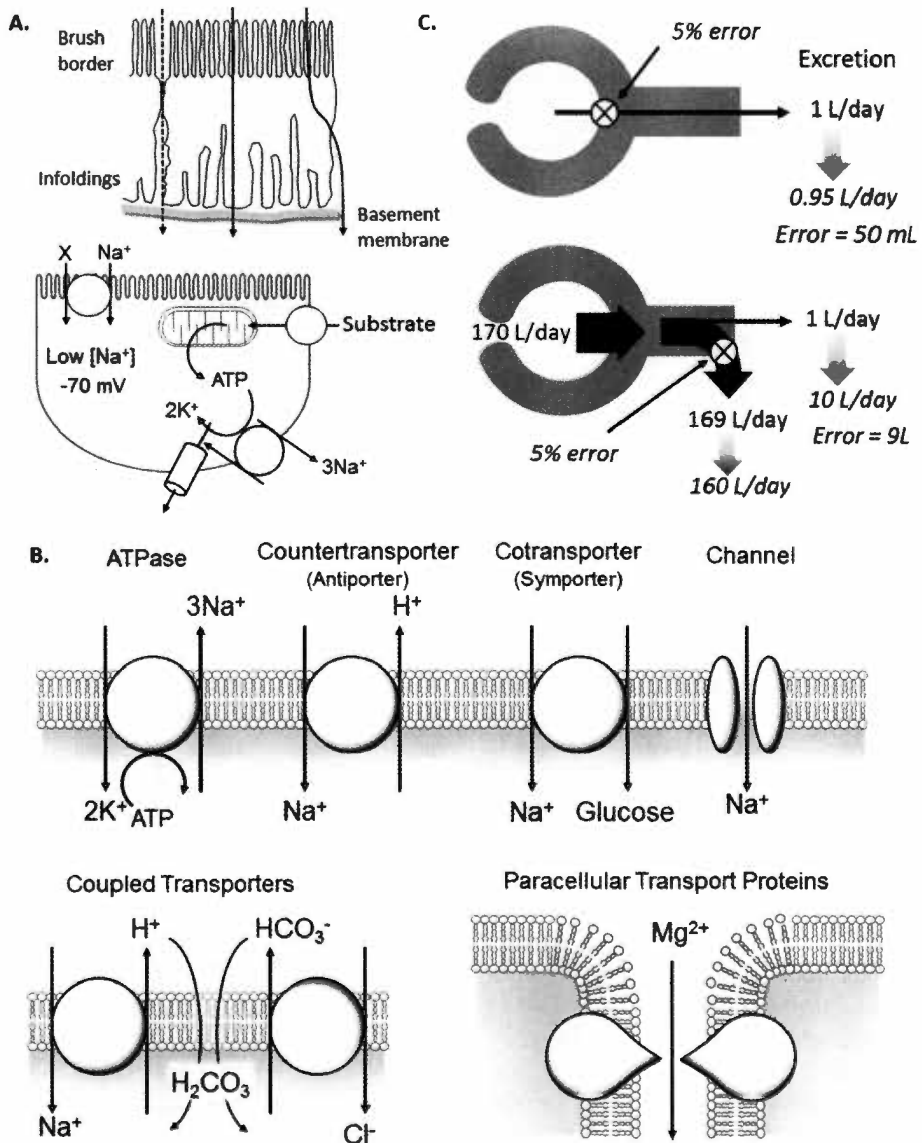 A.
Brush
border
Infoldings
Basement
membrane
X
Na⁺
Low [Na⁺]
-70 mV
Substrate
ATP
2K⁺
3Na⁺
C.
5% error
Excretion
1 L/day
0.95 L/day
Error = 50 mL
170 L/day
1 L/day
10 L/day
Error = 9L
5% error
169 L/day
160 L/day
B.
ATPase
Countertransporter
(Antiporter)
Cotransporter
(Symporter)
Channel
3Na⁺
H⁺
2K⁺
ATP
Na⁺
Na⁺
Glucose
Na⁺
Coupled Transporters
H⁺
HCO₃⁻
H₂CO₃
Na⁺
Cl⁻
Paracellular Transport Proteins
Mg²⁺